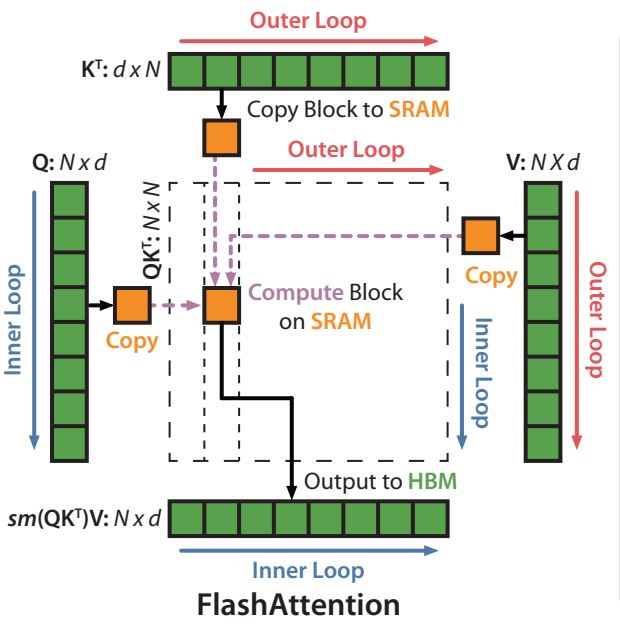 Outer Loop
Kᵀ: d x N
Copy Block to SRAM
Outer Loop
Q: N x d
V: N X d
QKᵀ: N x N
Copy
Inner Loop
Copy
Compute Block
on SRAM
Inner Loop
Outer Loop
Output to HBM
sm(QKᵀ)V: N x d
Inner Loop
FlashAttention